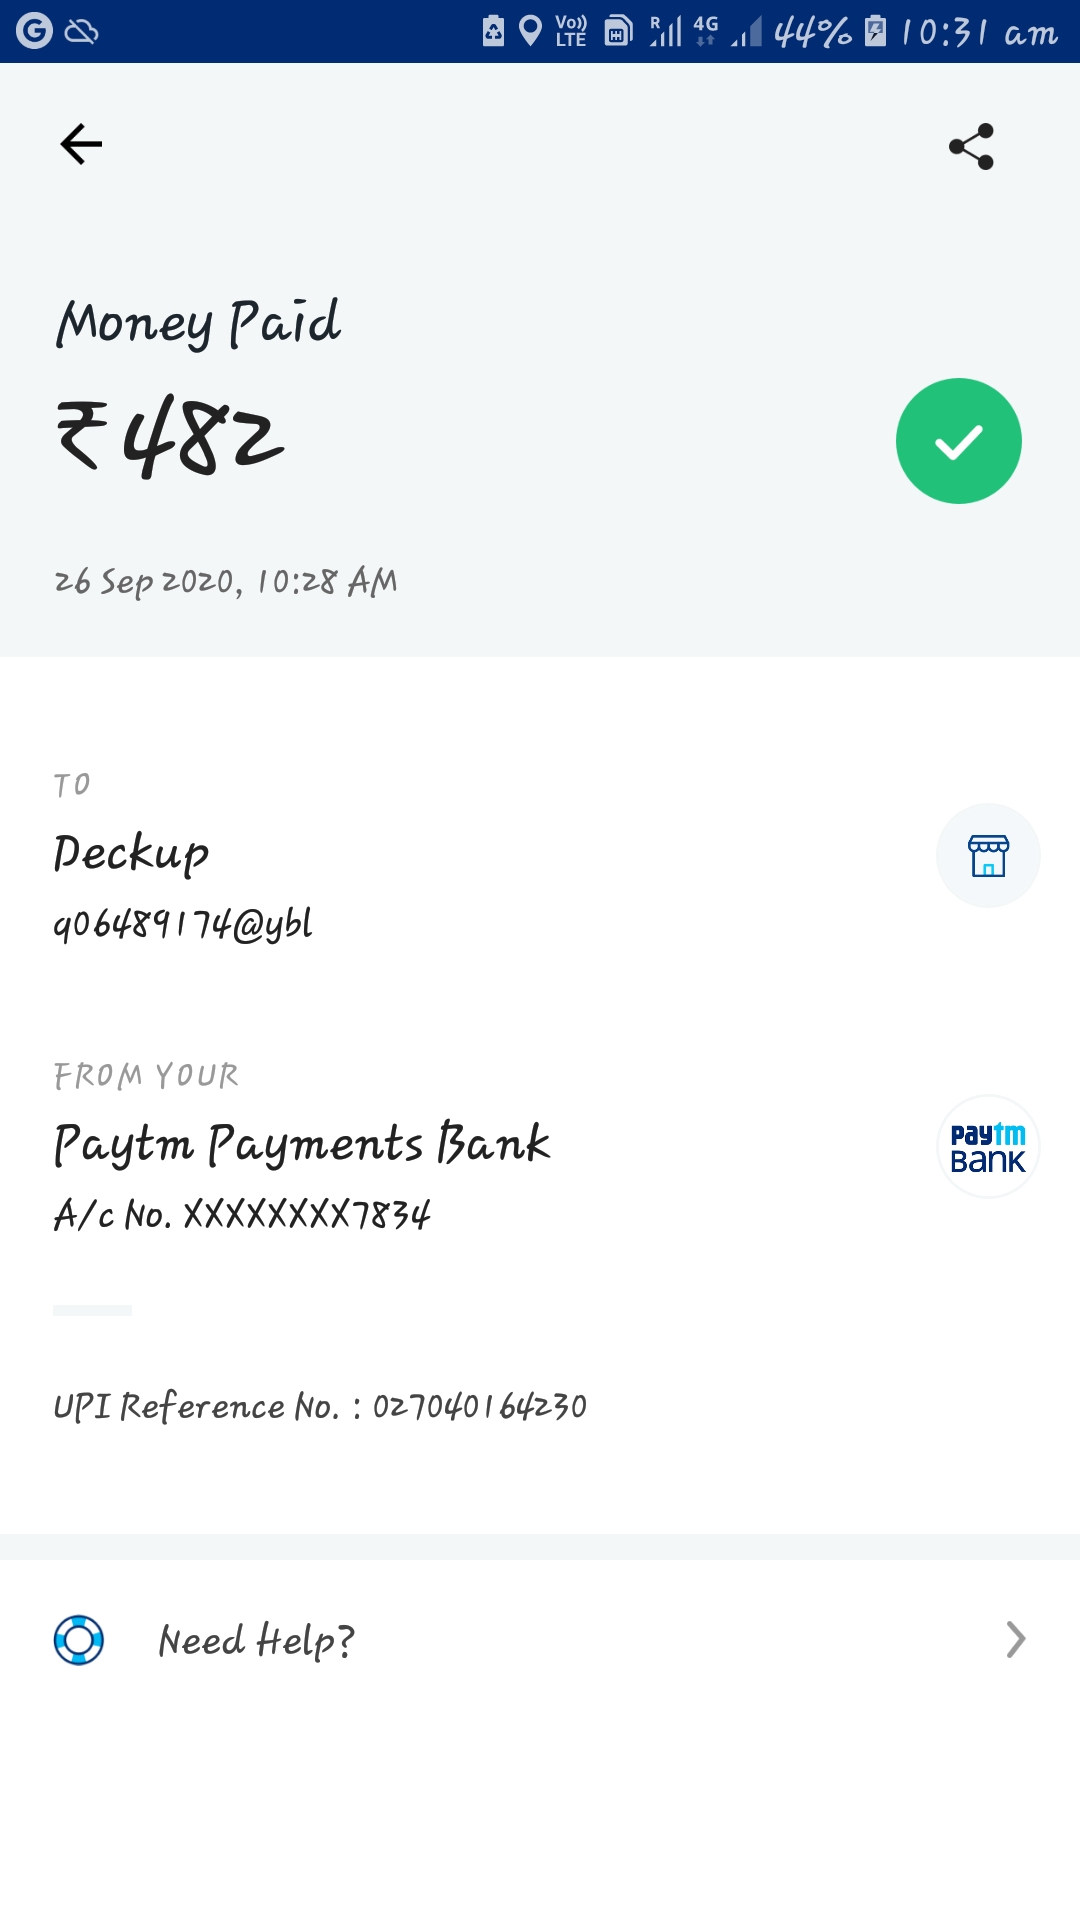 G Vo)) LTE R 4G 44% 10:31 am
Money Paid
₹482
26 Sep 2020, 10:28 AM
TO
Deckup
q06489174@ybl
FROM YOUR
Paytm Payments Bank
paytm
BANK
A/c No. XXXXXXXX7834
UPI Reference No. : 027040164230
Need Help?